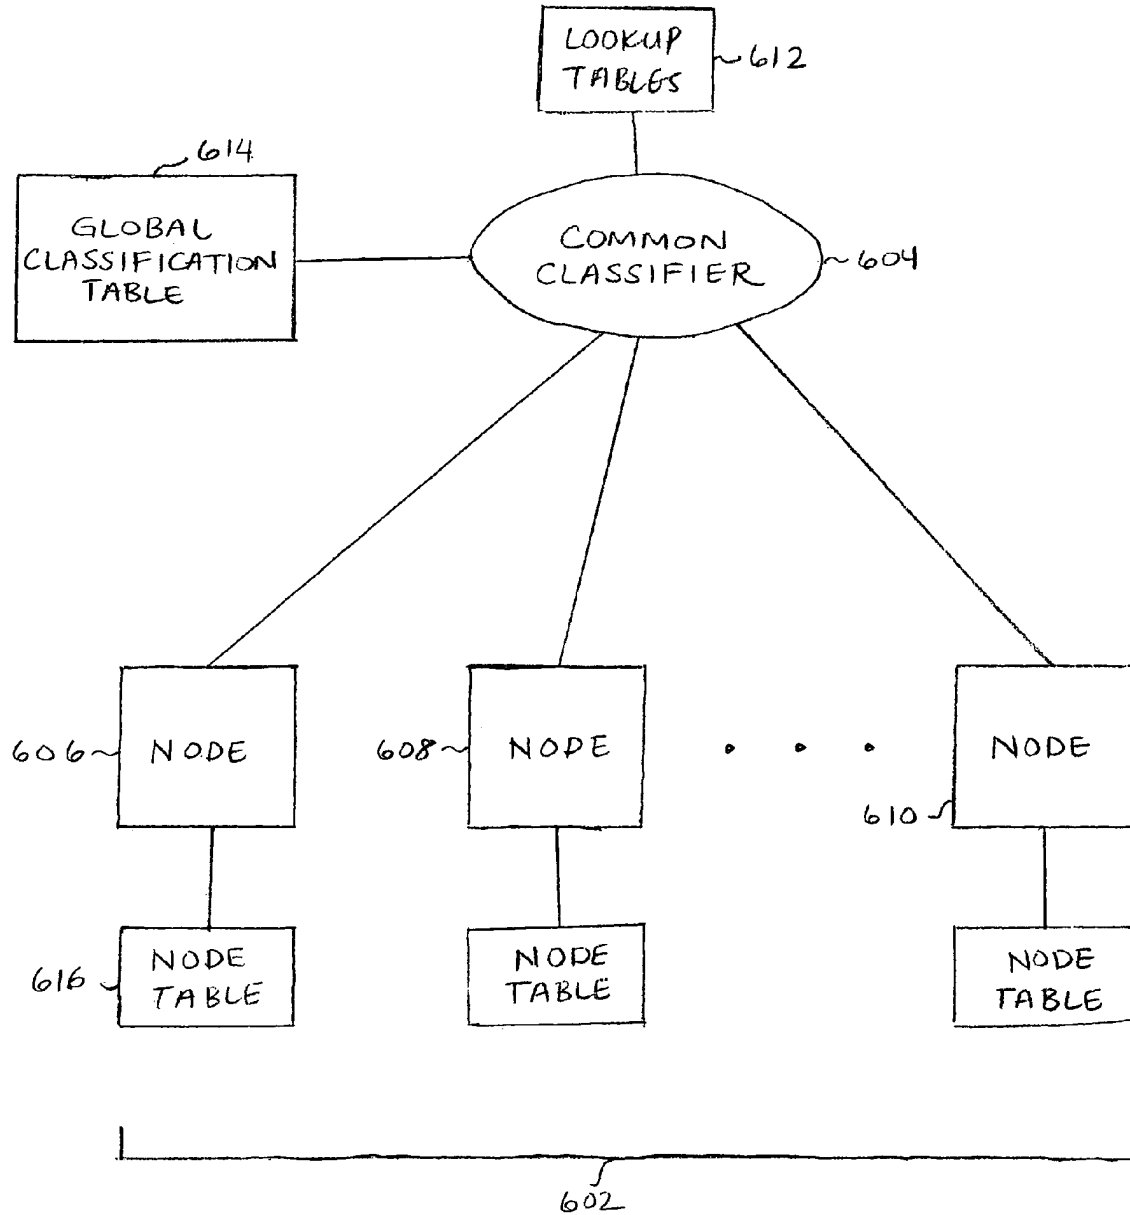 LOOKUP
TABLES
612
614
GLOBAL
CLASSIFICATION
TABLE
COMMON
CLASSIFIER
604
606
NODE
608
NODE
610
NODE
616
NODE
TABLE
NODE
TABLE
NODE
TABLE
602